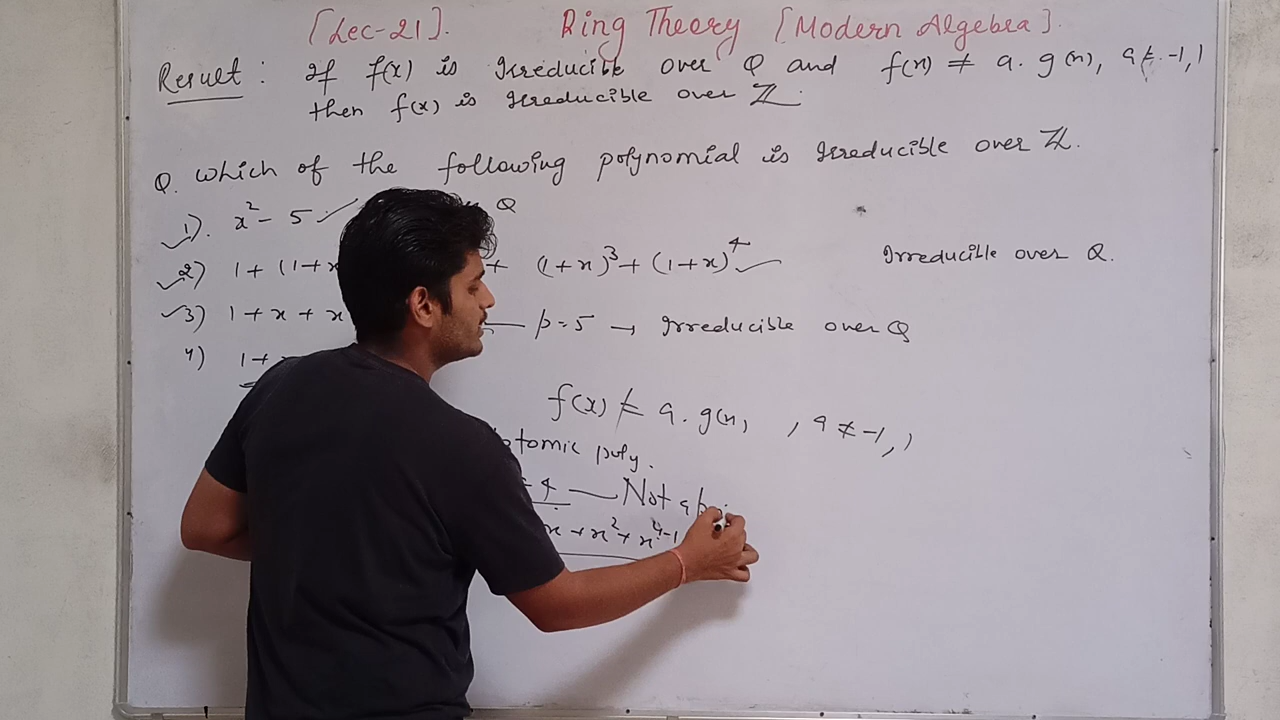 [Lec-21]. Ring Theory [Modern Algebra].
Result : If f(x) is Irreducible over Q and f(x) ≠ a. g(x), a ≠ -1, 1
then f(x) is Irreducible over ℤ.
Q. which of the following polynomial is Irreducible over ℤ.
1). x² - 5 ✓ Q
2) 1 + (1+x + (1+x)³ + (1+x)⁴ ✓ Irreducible over Q.
3) 1 + x + x p = 5 → Irreducible over Q
4) 1 +
f(x) ≠ a. g(x) , a ≠ -1, 1
tomic poly.
= 4 — Not a
x + x² + x⁴⁻¹